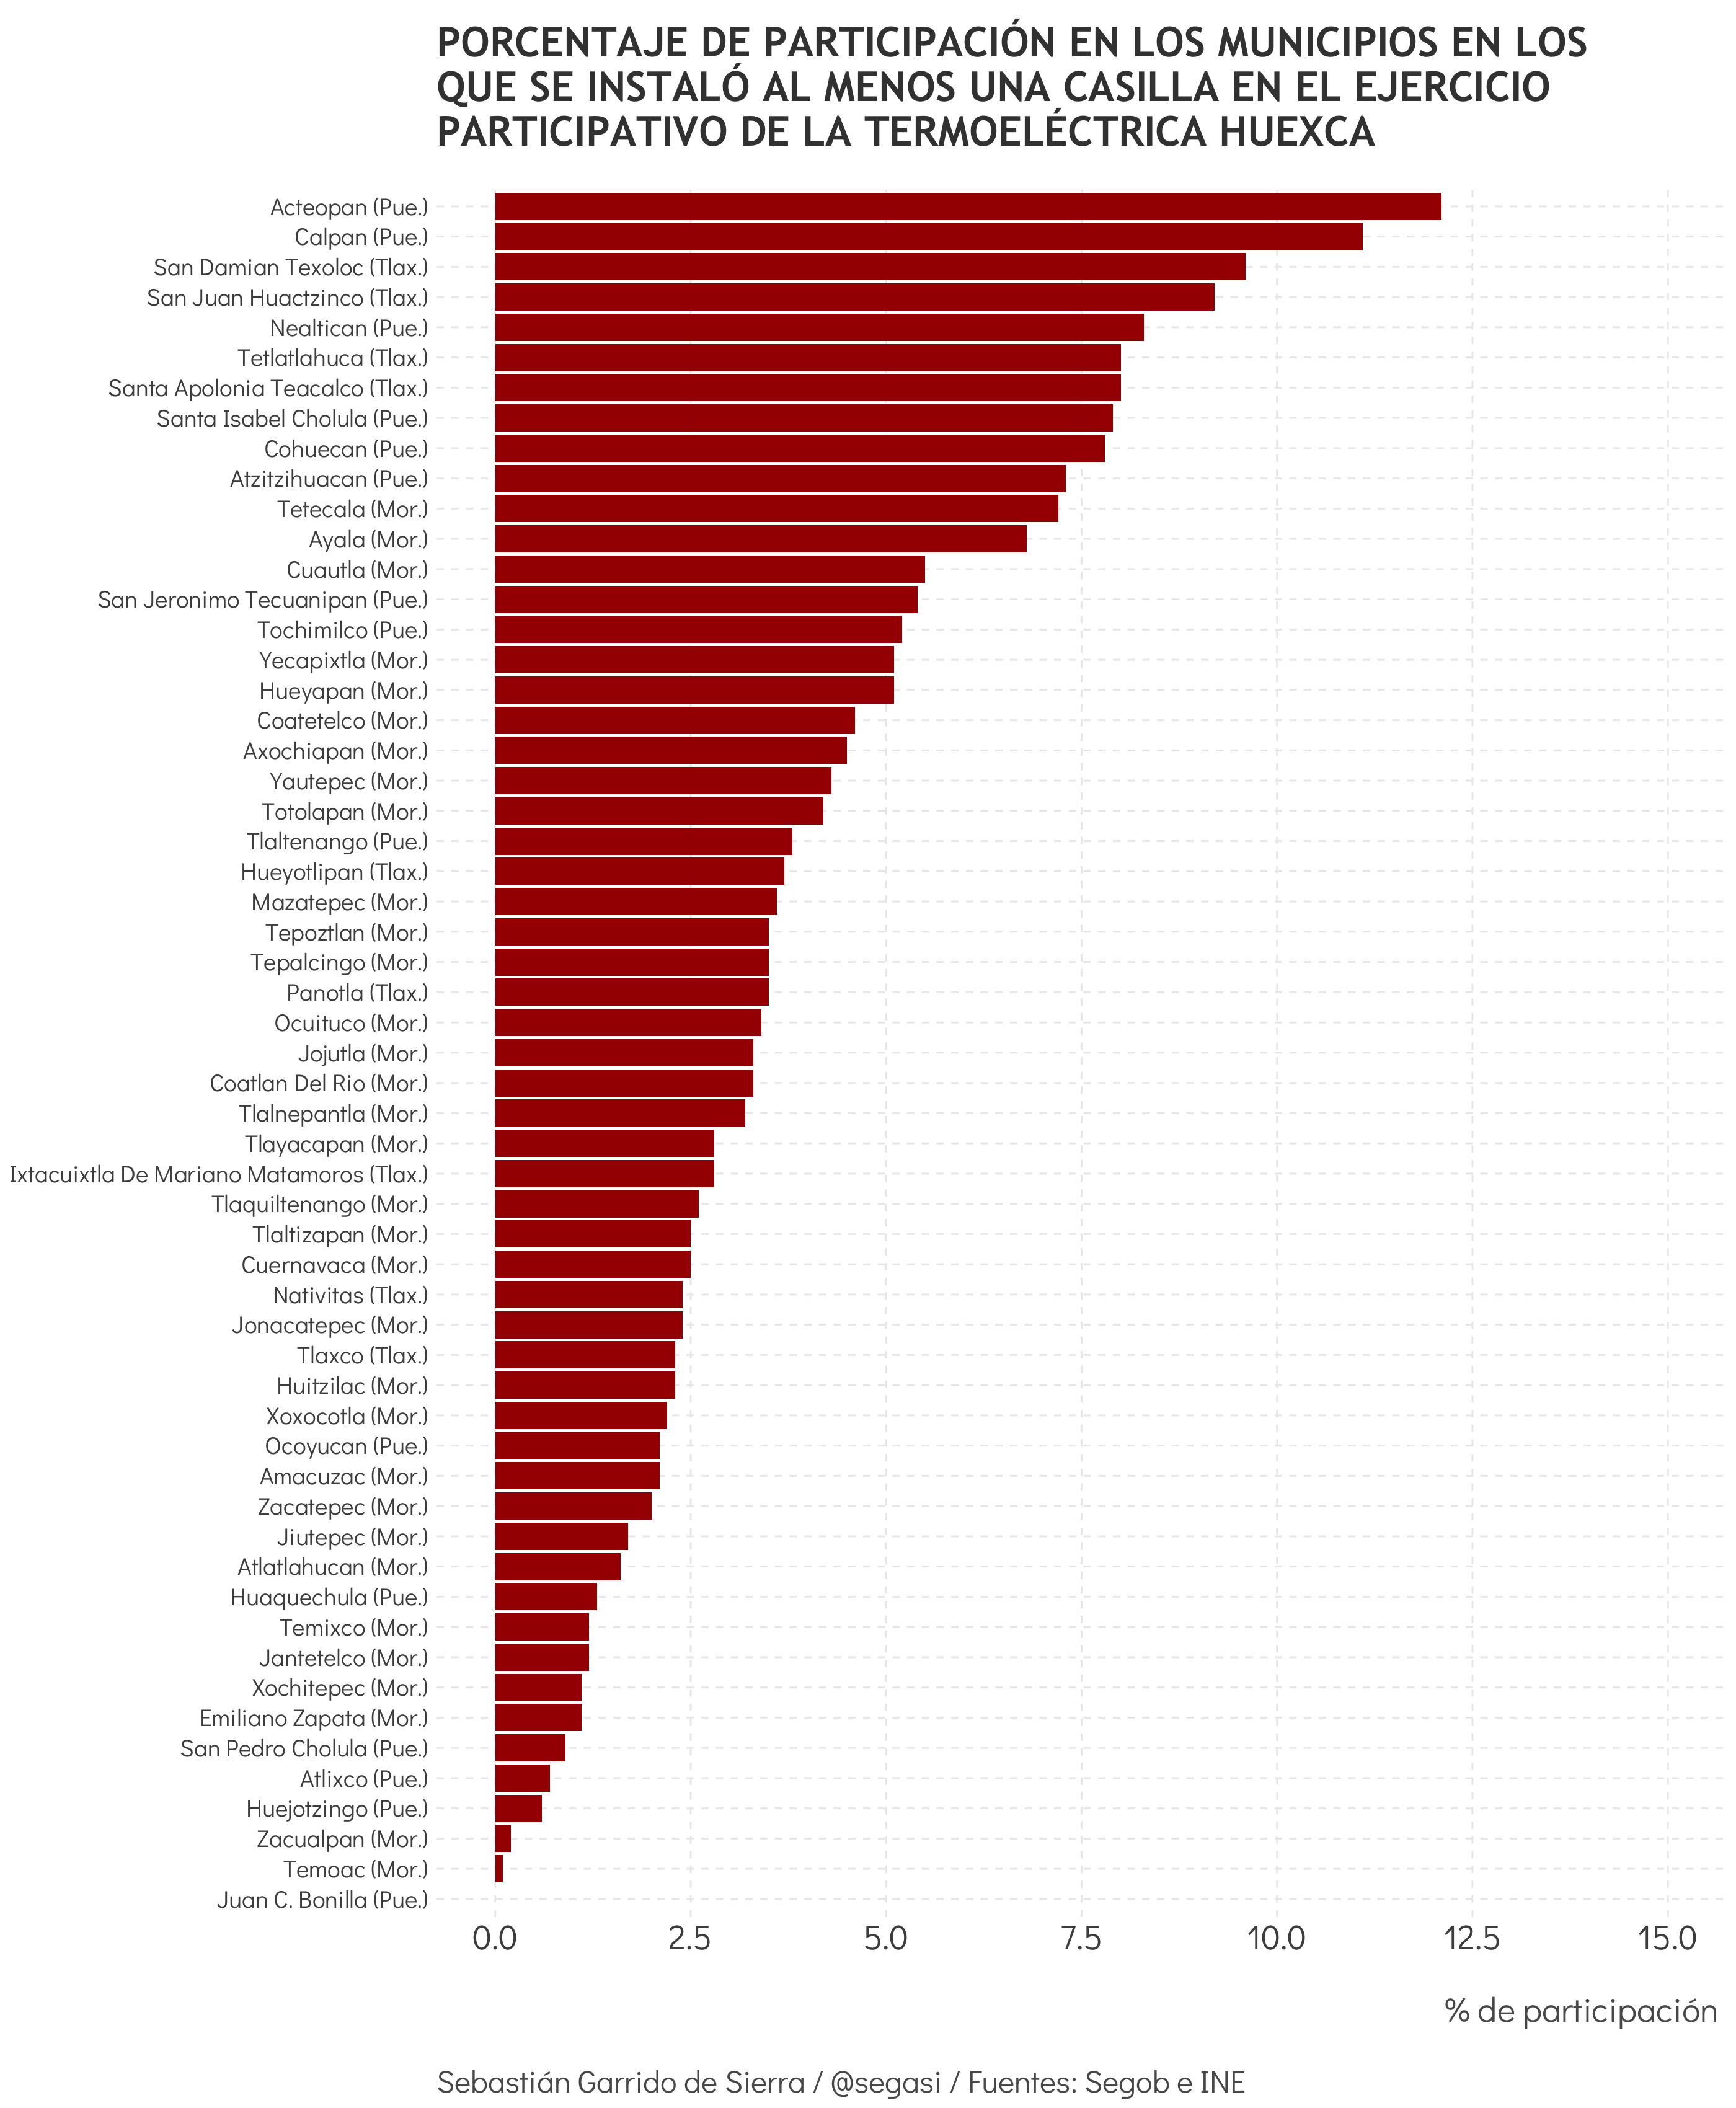 PORCENTAJE DE PARTICIPACIÓN EN LOS MUNICIPIOS EN LOS
QUE SE INSTALÓ AL MENOS UNA CASILLA EN EL EJERCICIO
PARTICIPATIVO DE LA TERMOELÉCTRICA HUEXCA
Acteopan (Pue.)
Calpan (Pue.)
San Damian Texoloc (Tlax.)
San Juan Huactzinco (Tlax.)
Nealtican (Pue.)
Tetlatlahuca (Tlax.)
Santa Apolonia Teacalco (Tlax.)
Santa Isabel Cholula (Pue.)
Cohuecan (Pue.)
Atzitzihuacan (Pue.)
Tetecala (Mor.)
Ayala (Mor.)
Cuautla (Mor.)
San Jeronimo Tecuanipan (Pue.)
Tochimilco (Pue.)
Yecapixtla (Mor.)
Hueyapan (Mor.)
Coatetelco (Mor.)
Axochiapan (Mor.)
Yautepec (Mor.)
Totolapan (Mor.)
Tlaltenango (Pue.)
Hueyotlipan (Tlax.)
Mazatepec (Mor.)
Tepoztlan (Mor.)
Tepalcingo (Mor.)
Panotla (Tlax.)
Ocuituco (Mor.)
Jojutla (Mor.)
Coatlan Del Rio (Mor.)
Tlalnepantla (Mor.)
Tlayacapan (Mor.)
Ixtacuixtla De Mariano Matamoros (Tlax.)
Tlaquiltenango (Mor.)
Tlaltizapan (Mor.)
Cuernavaca (Mor.)
Nativitas (Tlax.)
Jonacatepec (Mor.)
Tlaxco (Tlax.)
Huitzilac (Mor.)
Xoxocotla (Mor.)
Ocoyucan (Pue.)
Amacuzac (Mor.)
Zacatepec (Mor.)
Jiutepec (Mor.)
Atlatlahucan (Mor.)
Huaquechula (Pue.)
Temixco (Mor.)
Jantetelco (Mor.)
Xochitepec (Mor.)
Emiliano Zapata (Mor.)
San Pedro Cholula (Pue.)
Atlixco (Pue.)
Huejotzingo (Pue.)
Zacualpan (Mor.)
Temoac (Mor.)
Juan C. Bonilla (Pue.)
0.0 2.5 5.0 7.5 10.0 12.5 15.0
% de participación
Sebastián Garrido de Sierra / @segasi / Fuentes: Segob e INE